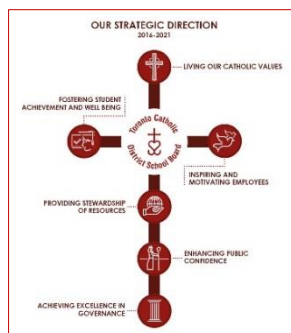 OUR STRATEGIC DIRECTION
2016-2021
LIVING OUR CATHOLIC VALUES
FOSTERING STUDENT
ACHIEVEMENT AND WELL BEING
Toronto Catholic
District School Board
INSPIRING AND
MOTIVATING EMPLOYEES
PROVIDING STEWARDSHIP
OF RESOURCES
ENHANCING PUBLIC
CONFIDENCE
ACHIEVING EXCELLENCE IN
GOVERNANCE